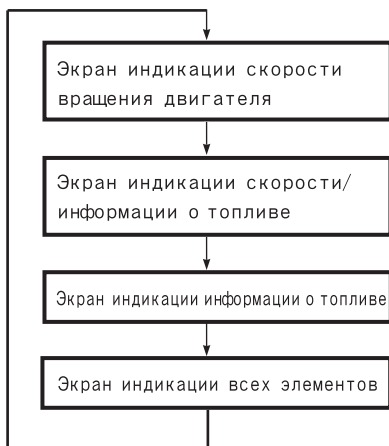 Экран индикации скорости
вращения двигателя
Экран индикации скорости/
информации о топливе
Экран индикации информации о топливе
Экран индикации всех элементов